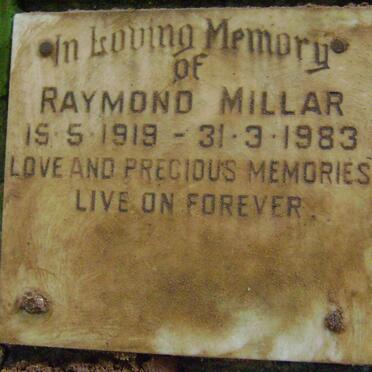 In Loving Memory
of
RAYMOND MILLAR
15·5·1919 - 31·3·1983
LOVE AND PRECIOUS MEMORIES
LIVE ON FOREVER